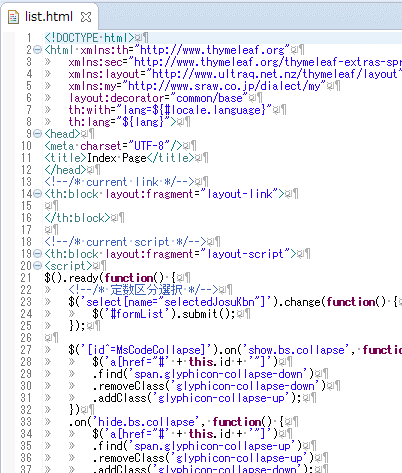 list.html
1 <!DOCTYPE html>
2 <html xmlns:th="http://www.thymeleaf.org"
3 xmlns:sec="http://www.thymeleaf.org/thymeleaf-extras-spr
4 xmlns:layout="http://www.ultraq.net.nz/thymeleaf/layout"
5 xmlns:my="http://www.sraw.co.jp/dialect/my"
6 layout:decorator="common/base"
7 th:with="lang=${#locale.language}"
8 th:lang="${lang}">
9 <head>
10 <meta charset="UTF-8"/>
11 <title>Index Page</title>
12 </head>
13 <!--/* current link */-->
14 <th:block layout:fragment="layout-link">
15
16 </th:block>
17
18 <!--/* current script */-->
19 <th:block layout:fragment="layout-script">
20 <script>
21 $().ready(function() {
22 <!--/* 定数区分選択 */-->
23 $('select[name="selectedJosuKbn"]').change(function() {
24 $('#formList').submit();
25 });
26
27 $('[id^=MsCodeCollapse]').on('show.bs.collapse', functi
28 $('a[href="#' + this.id + '"]')
29 .find('span.glyphicon-collapse-down')
30 .removeClass('glyphicon-collapse-down')
31 .addClass('glyphicon-collapse-up');
32 })
33 .on('hide.bs.collapse', function() {
34 $('a[href="#' + this.id + '"]')
35 .find('span.glyphicon-collapse-up')
36 .removeClass('glyphicon-collapse-up')
37 .addClass('glyphicon-collapse-down');